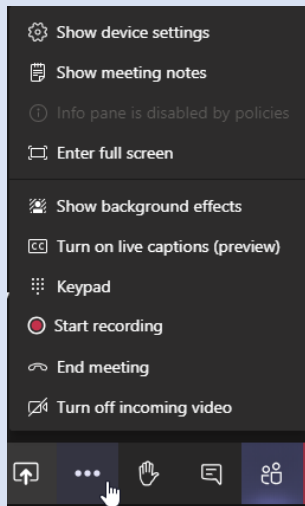 Show device settings
Show meeting notes
Info pane is disabled by policies
Enter full screen
Show background effects
CC Turn on live captions (preview)
Keypad
Start recording
End meeting
Turn off incoming video